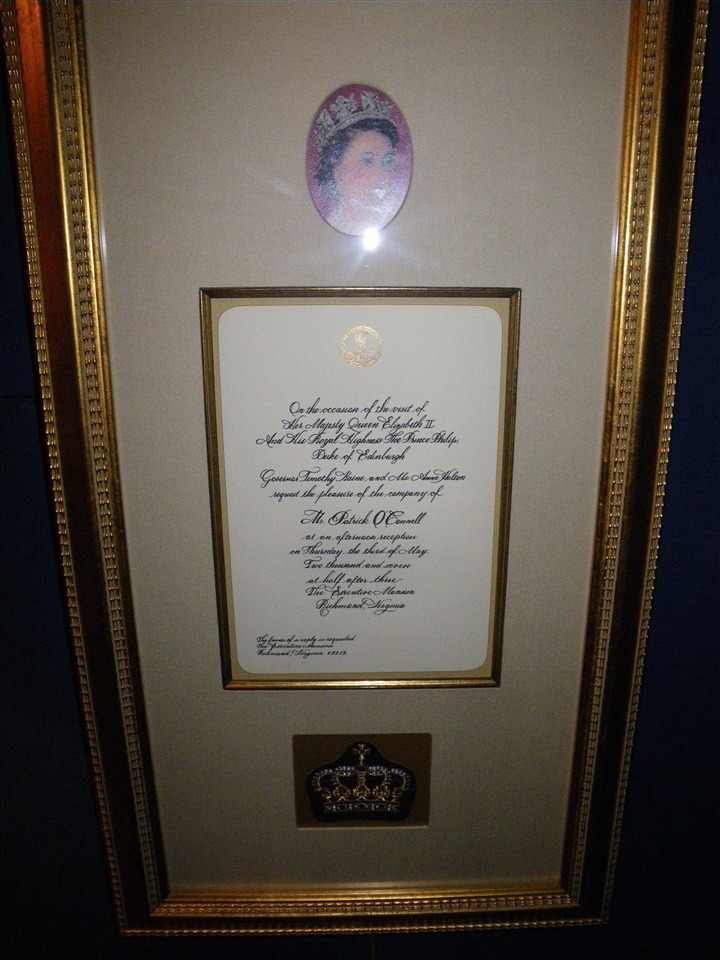 On the occasion of the visit of
Her Majesty Queen Elizabeth II
And His Royal Highness The Prince Philip,
Duke of Edinburgh
Governor Timothy Kaine and Ms Anne Holton
request the pleasure of the company of
Mr. Patrick O'Connell
at an afternoon reception
on Thursday, the third of May
Two thousand and seven
at half after three
The Executive Mansion
Richmond, Virginia
The favor of a reply is requested
The Executive Mansion
Richmond, Virginia 23219